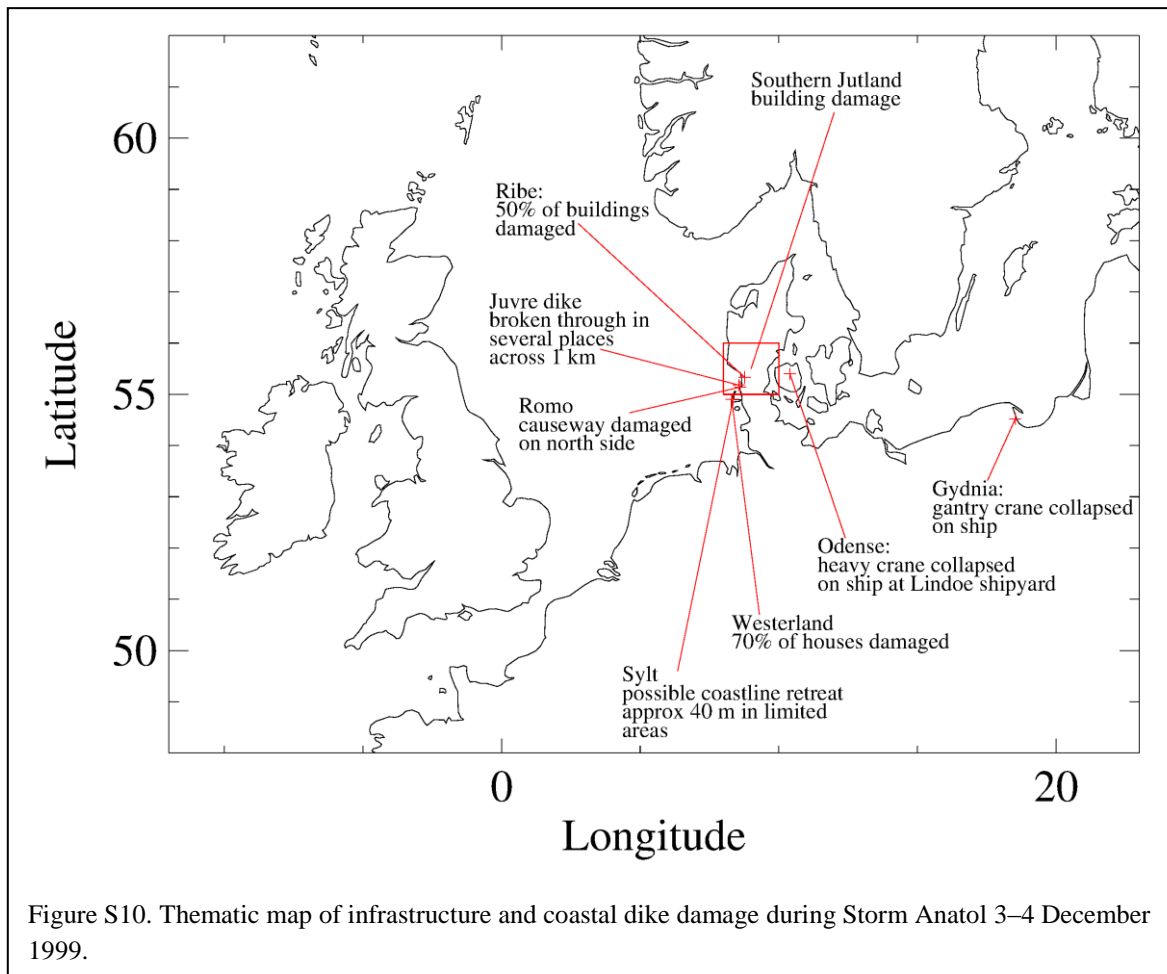 Southern Jutland
building damage
60
Ribe:
50% of buildings
damaged
Juvre dike
broken through in
several places
across 1 km
Latitude
55
Romo
causeway damaged
on north side
Gydnia:
gantry crane collapsed
on ship
Odense:
heavy crane collapsed
on ship at Lindoe shipyard
Westerland
70% of houses damaged
50
Sylt
possible coastline retreat
approx 40 m in limited
areas
0
20
Longitude
Figure S10. Thematic map of infrastructure and coastal dike damage during Storm Anatol 3–4 December
1999.